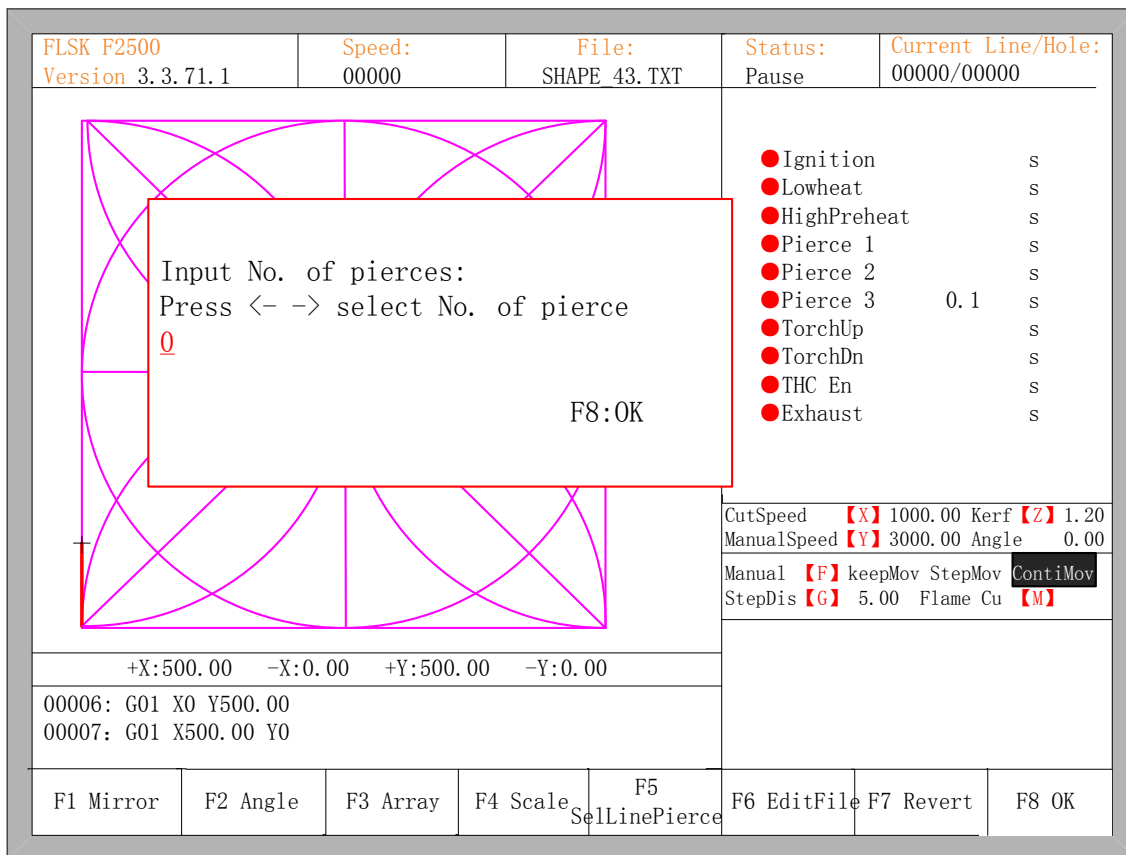 FLSK F2500 Speed: File: Status: Current Line/Hole:
Version 3.3.71.1 00000 SHAPE_43.TXT Pause 00000/00000
Input No. of pierces:
Press <- -> select No. of pierce
0
F8:OK
Ignition s
Lowheat s
HighPreheat s
Pierce 1 s
Pierce 2 s
Pierce 3 0.1 s
TorchUp s
TorchDn s
THC En s
Exhaust s
CutSpeed 【X】 1000.00 Kerf【Z】 1.20
ManualSpeed【Y】 3000.00 Angle 0.00
Manual 【F】 keepMov StepMov ContiMov
StepDis【G】 5.00 Flame Cu 【M】
+X:500.00 -X:0.00 +Y:500.00 -Y:0.00
00006: G01 X0 Y500.00
00007: G01 X500.00 Y0
F1 Mirror F2 Angle F3 Array F4 Scale F5 SelLinePierce F6 EditFile F7 Revert F8 OK